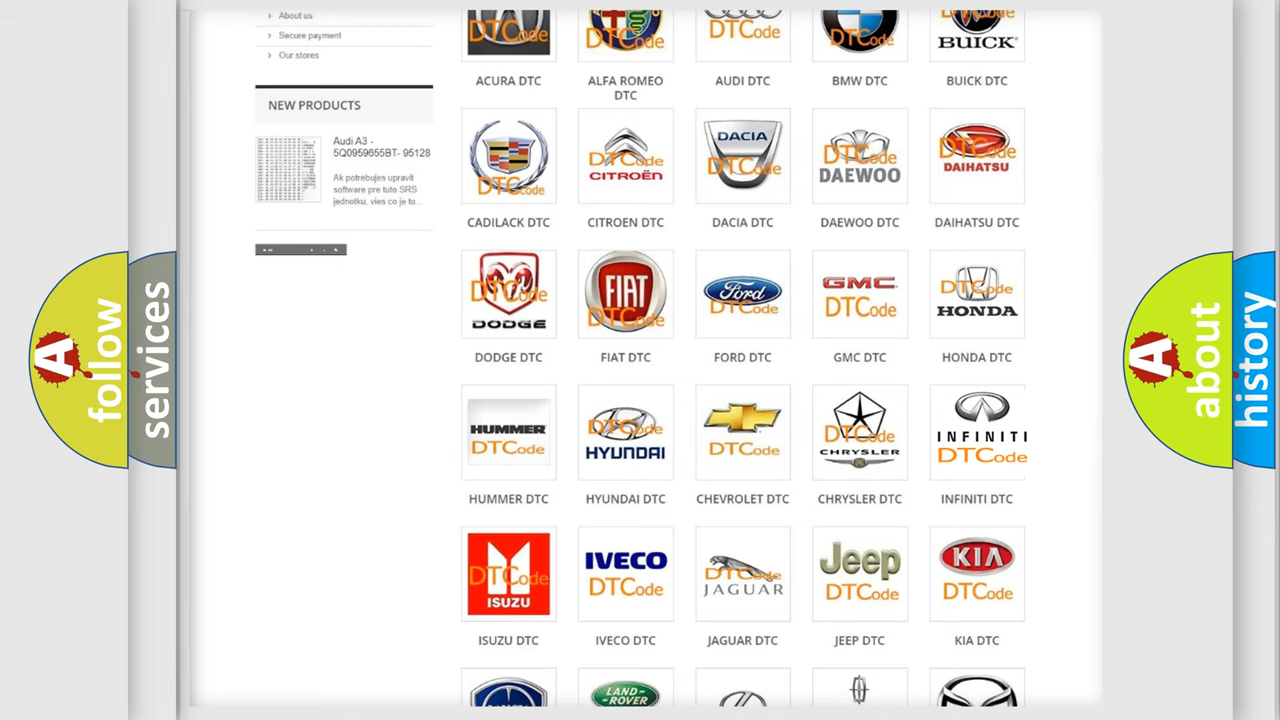 About us
Secure payment
Our stores
NEW PRODUCTS
Audi A3 -
5Q0959655BT- 95128
Ak potrebujes upravit
software pre tuto SRS
jednotku, vies co je to...
DTCode
DTCode
DTCode
DTCode
BUICK
ACURA DTC
ALFA ROMEO
DTC
AUDI DTC
BMW DTC
BUICK DTC
DTCode
DTCode
CITROËN
DACIA
DTCode
DTCode
DAEWOO
DTCode
DAIHATSU
CADILACK DTC
CITROEN DTC
DACIA DTC
DAEWOO DTC
DAIHATSU DTC
DTCode
DODGE
FIAT
DTCode
Ford
DTCode
GMC
DTCode
DTCode
HONDA
DODGE DTC
FIAT DTC
FORD DTC
GMC DTC
HONDA DTC
HUMMER
DTCode
DTCode
HYUNDAI
DTCode
DTCode
CHRYSLER
INFINITI
DTCode
HUMMER DTC
HYUNDAI DTC
CHEVROLET DTC
CHRYSLER DTC
INFINITI DTC
DTCode
ISUZU
IVECO
DTCode
DTCode
JAGUAR
Jeep
DTCode
KIA
DTCode
ISUZU DTC
IVECO DTC
JAGUAR DTC
JEEP DTC
KIA DTC
LAND-
ROVER
A follow
services
A about
history